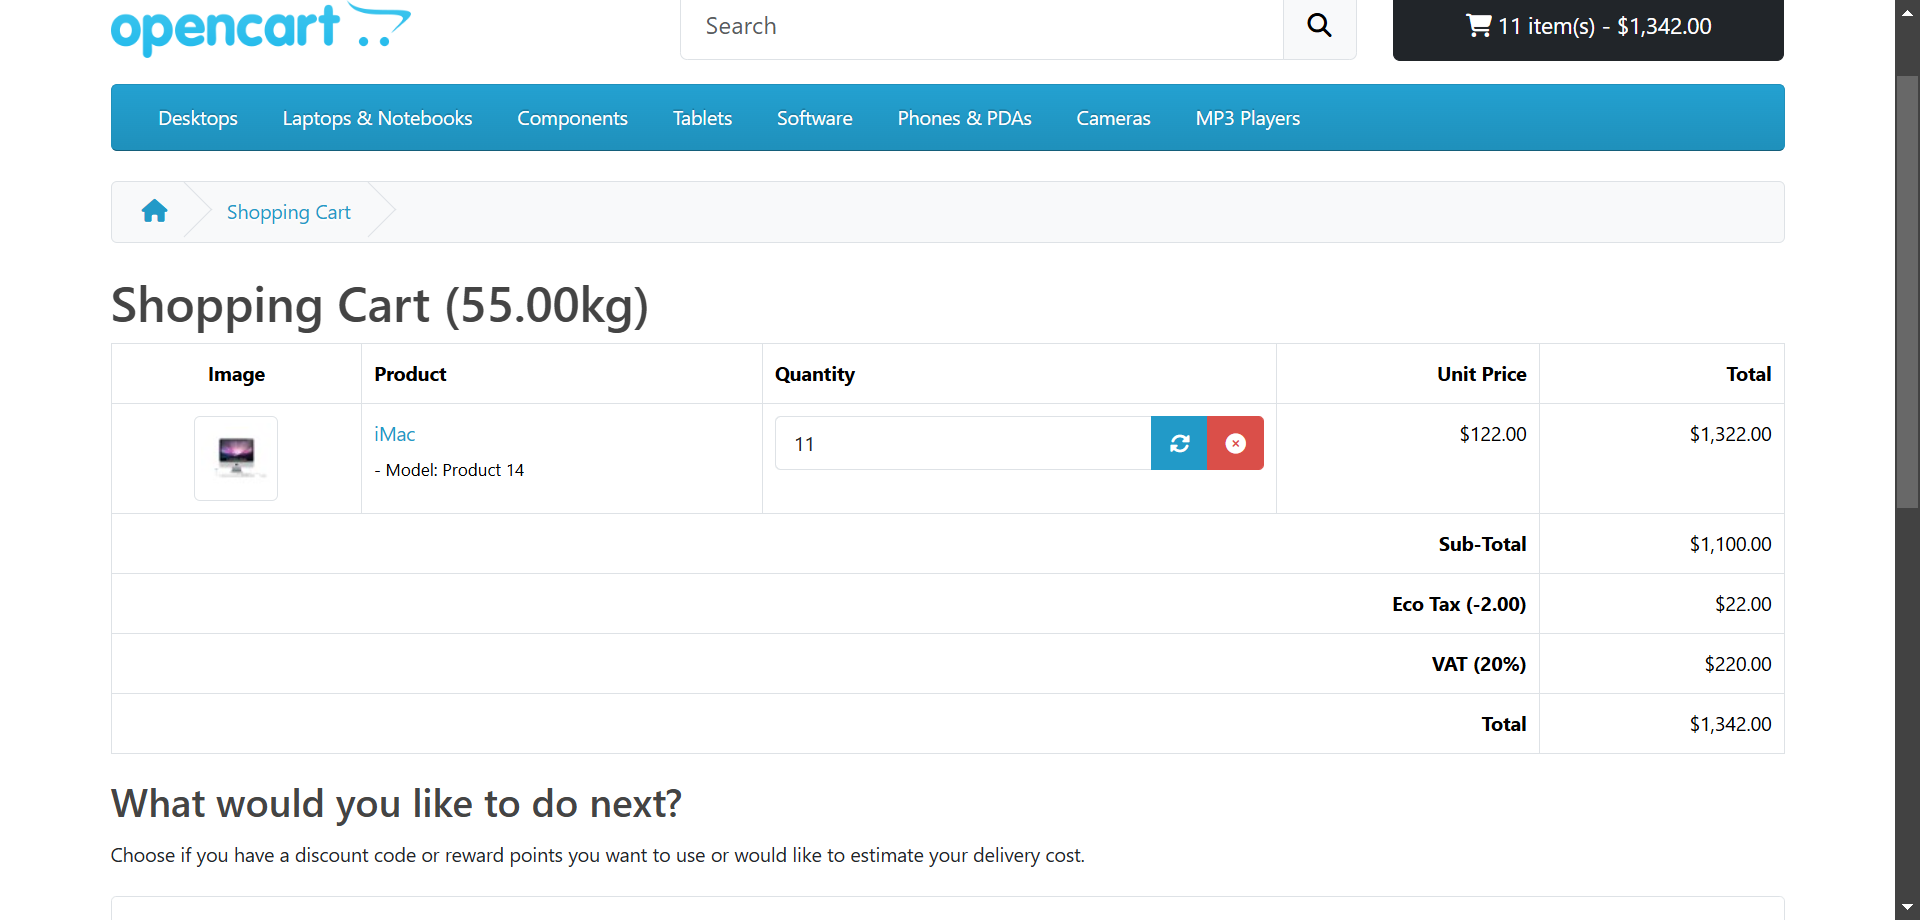 opencart
Search
11 item(s) - $1,342.00
Desktops Laptops & Notebooks Components Tablets Software Phones & PDAs Cameras MP3 Players
Shopping Cart
Shopping Cart (55.00kg)
Image Product Quantity Unit Price Total
iMac 11 $122.00 $1,322.00
- Model: Product 14
Sub-Total $1,100.00
Eco Tax (-2.00) $22.00
VAT (20%) $220.00
Total $1,342.00
What would you like to do next?
Choose if you have a discount code or reward points you want to use or would like to estimate your delivery cost.